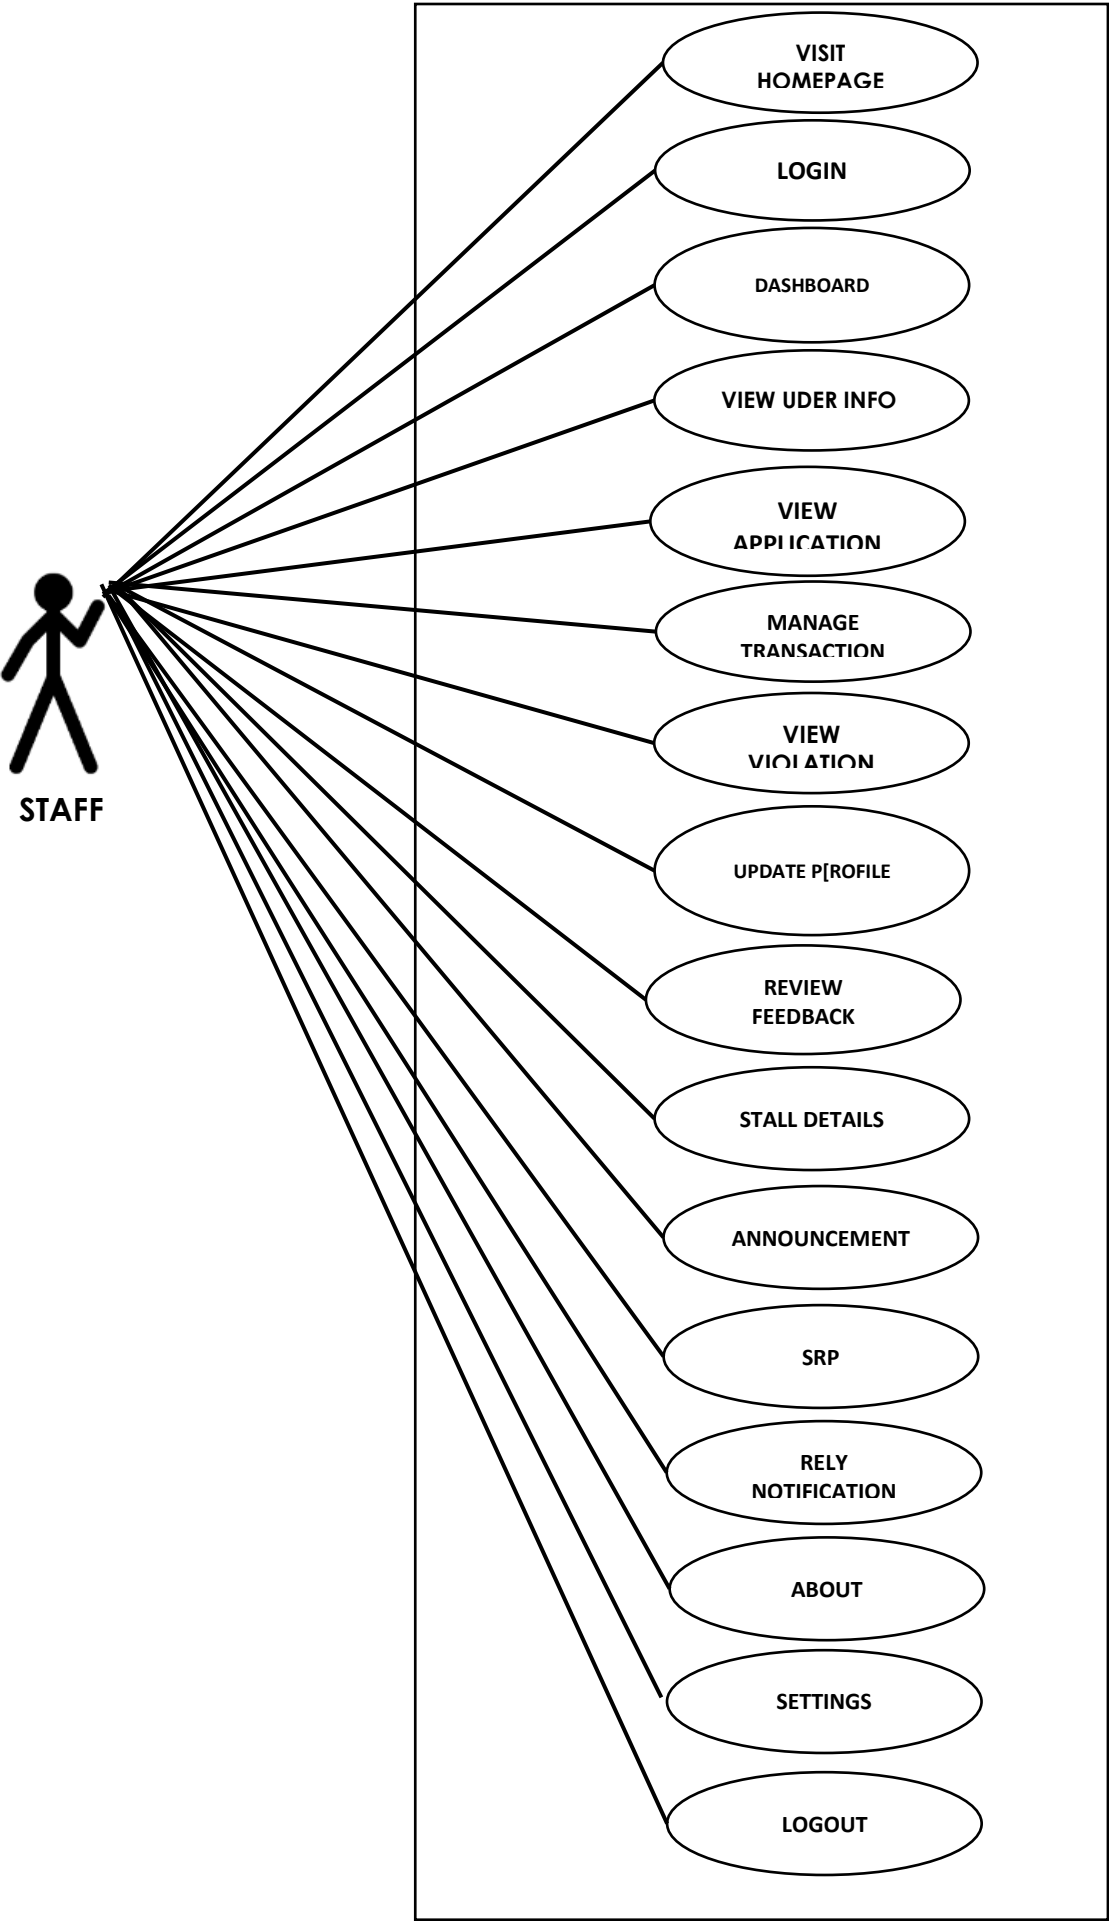 VISIT
HOMEPAGE
LOGIN
DASHBOARD
VIEW UDER INFO
VIEW
APPLICATION
MANAGE
TRANSACTION
VIEW
VIOLATION
STAFF
UPDATE P[ROFILE
REVIEW
FEEDBACK
STALL DETAILS
ANNOUNCEMENT
SRP
RELY
NOTIFICATION
ABOUT
SETTINGS
LOGOUT